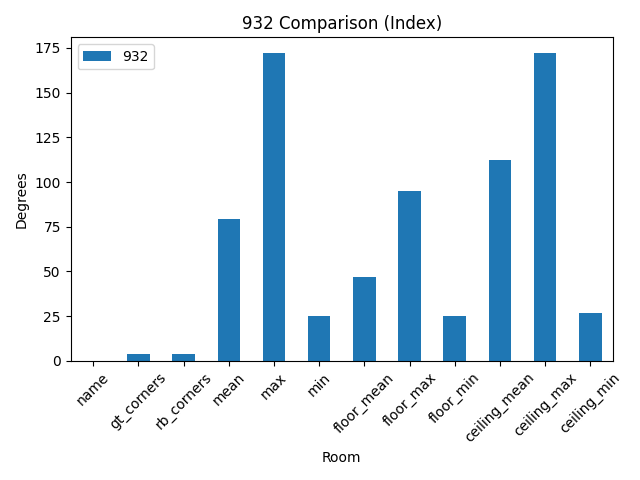 932 Comparison (Index)
932
Degrees
175
150
125
100
75
50
25
0
name
gt_corners
rb_corners
mean
max
min
floor_mean
floor_max
floor_min
ceiling_mean
ceiling_max
ceiling_min
Room